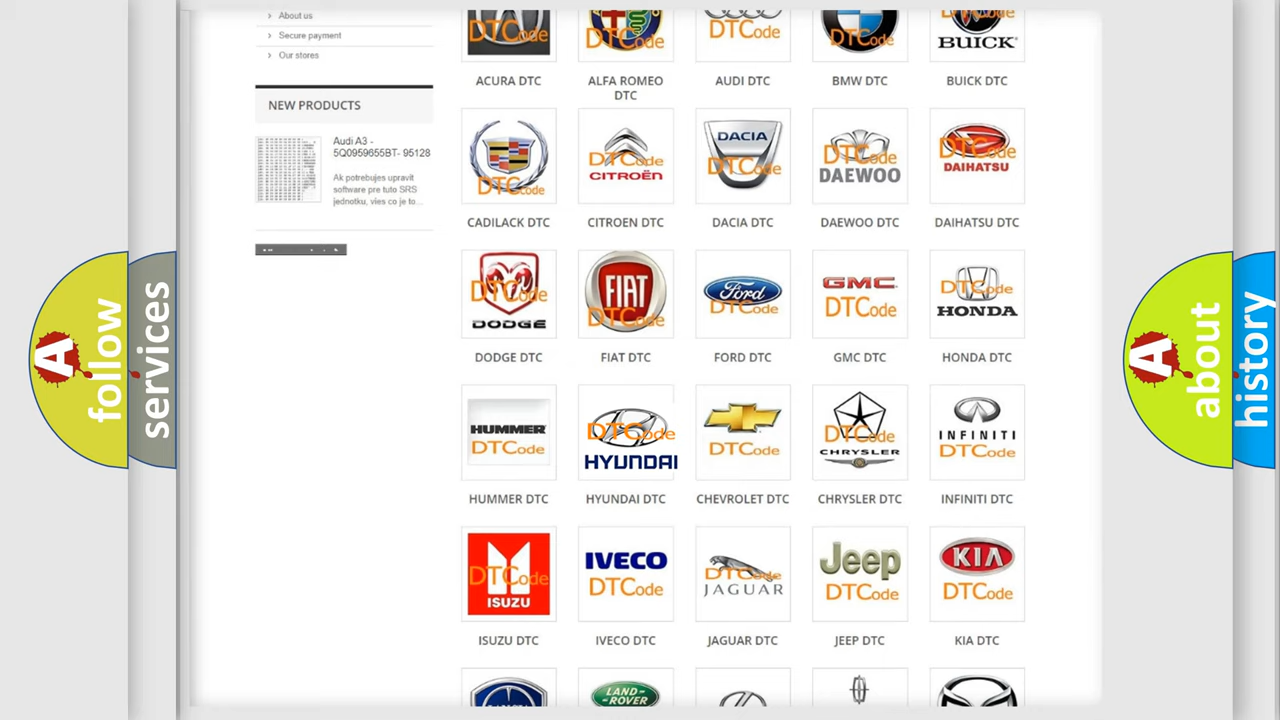 About us
Secure payment
Our stores
NEW PRODUCTS
Audi A3 -
5Q0959655BT- 95128
Ak potrebujes upravit
software pre tuto SRS
jednotku, vies co je to...
DTCode
DTCode
DTCode
DTCode
BUICK
ACURA DTC
ALFA ROMEO
DTC
AUDI DTC
BMW DTC
BUICK DTC
DTCode
DTCode
CITROËN
DACIA
DTCode
DTCode
DAEWOO
DTCode
DAIHATSU
CADILACK DTC
CITROEN DTC
DACIA DTC
DAEWOO DTC
DAIHATSU DTC
DTCode
DODGE
FIAT
DTCode
Ford
DTCode
GMC
DTCode
DTCode
HONDA
DODGE DTC
FIAT DTC
FORD DTC
GMC DTC
HONDA DTC
HUMMER
DTCode
DTCode
HYUNDAI
DTCode
DTCode
CHRYSLER
INFINITI
DTCode
HUMMER DTC
HYUNDAI DTC
CHEVROLET DTC
CHRYSLER DTC
INFINITI DTC
DTCode
ISUZU
IVECO
DTCode
DTCode
JAGUAR
Jeep
DTCode
KIA
DTCode
ISUZU DTC
IVECO DTC
JAGUAR DTC
JEEP DTC
KIA DTC
LAND-
ROVER
A follow
services
A about
history